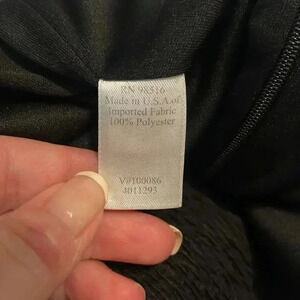 RN 98516
Made in U.S.A.of
Imported Fabric
100% Polyester
V#100086
4011293